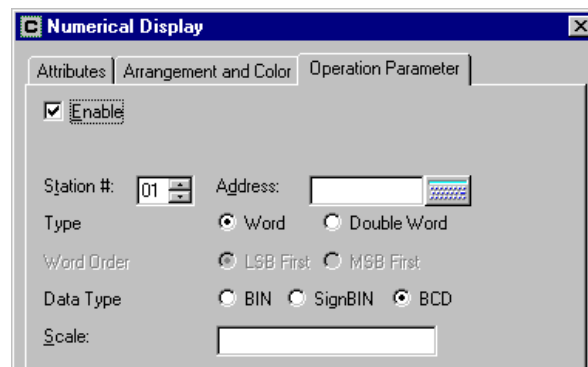 C Numerical Display
Attributes Arrangement and Color Operation Parameter
Enable
Station #: 01 Address:
Type Word Double Word
Word Order LSB First MSB First
Data Type BIN SignBIN BCD
Scale: